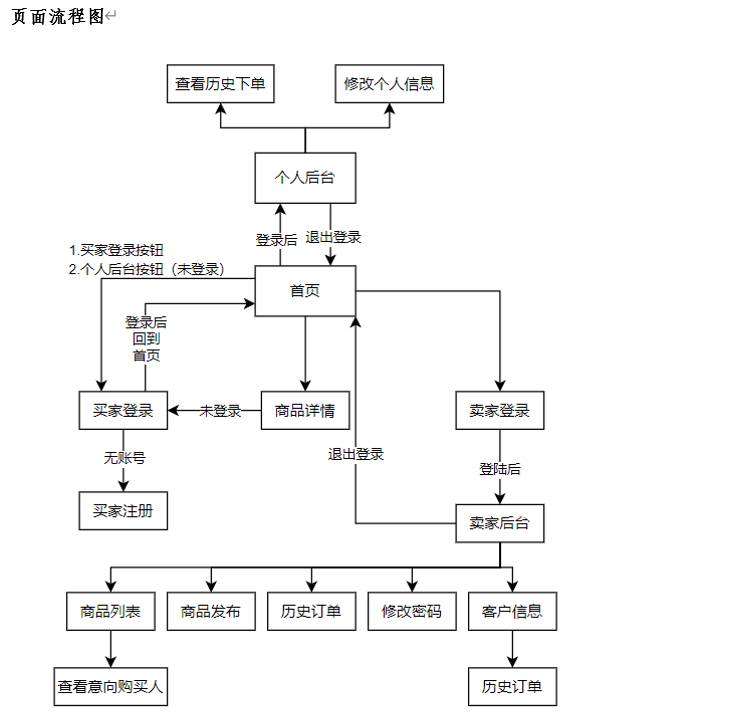 页面流程图
查看历史下单
修改个人信息
个人后台
登录后
退出登录
1.买家登录按钮
2.个人后台按钮（未登录）
首页
登录后
回到
首页
买家登录
未登录
商品详情
卖家登录
无账号
退出登录
登陆后
买家注册
卖家后台
商品列表
商品发布
历史订单
修改密码
客户信息
查看意向购买人
历史订单